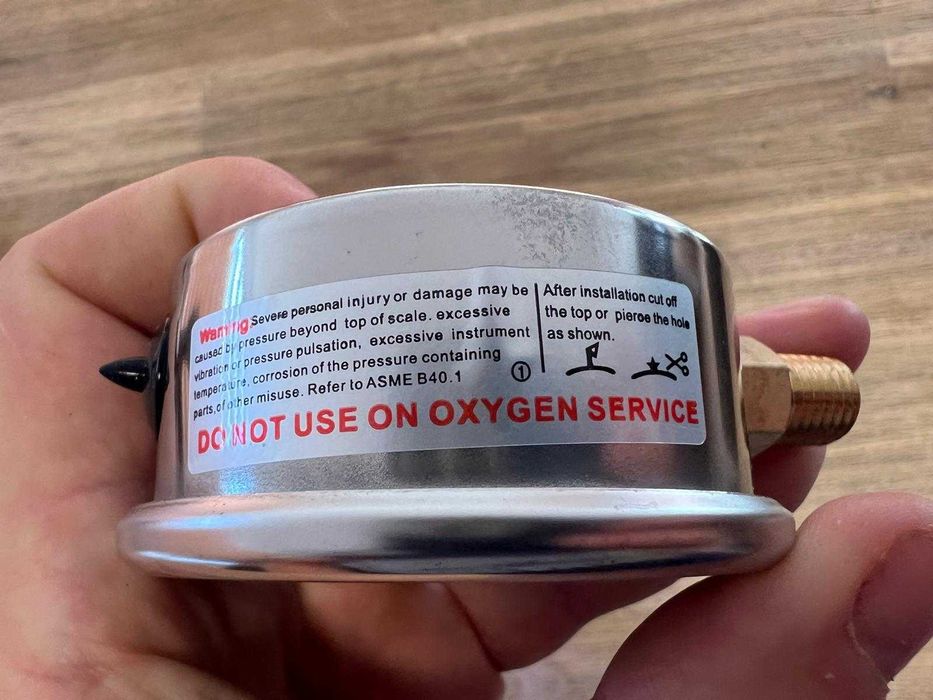 Warning:Severe personal injury or damage may be
caused by pressure beyond top of scale. excessive
vibration or pressure pulsation, excessive instrument
temperature, corrosion of the pressure containing
parts,of other misuse. Refer to ASME B40.1
①
DO NOT USE ON OXYGEN SERVICE
After installation cut off
the top or pieroe the hole
as shown.